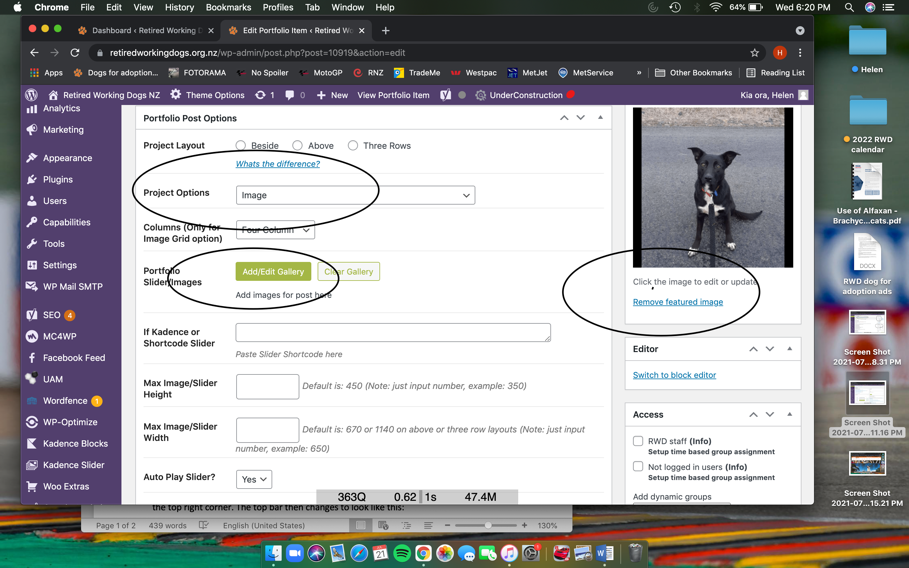 Chrome File Edit View History Bookmarks Profiles Tab Window Help 64% Wed 6:20 PM
Dashboard ‹ Retired Working D Edit Portfolio Item ‹ Retired Wo
retiredworkingdogs.org.nz/wp-admin/post.php?post=10919&action=edit H
Apps Dogs for adoption... FOTORAMA No Spoiler MotoGP RNZ TradeMe Westpac MetJet MetService » Other Bookmarks Reading List
Retired Working Dogs NZ Theme Options 1 0 New View Portfolio Item UnderConstruction Kia ora, Helen
Analytics
Marketing
Appearance
Plugins
Users
Capabilities
Tools
Settings
WP Mail SMTP
SEO 4
MC4WP
Facebook Feed
UAM
Wordfence 1
WP-Optimize
Kadence Blocks
Kadence Slider
Woo Extras
Portfolio Post Options
Project Layout Beside Above Three Rows
Whats the difference?
Project Options Image
Columns (Only for
Image Grid option) Four Column
Portfolio
Slider/Images Add/Edit Gallery Clear Gallery
Add images for post here
If Kadence or
Shortcode Slider
Paste Slider Shortcode here
Max Image/Slider
Height Default is: 450 (Note: just input number, example: 350)
Max Image/Slider
Width Default is: 670 or 1140 on above or three row layouts (Note: just input
number, example: 650)
Auto Play Slider? Yes
363Q 0.62 1s 47.4M
Click the image to edit or update
Remove featured image
Editor
Switch to block editor
Access
RWD staff (Info)
Setup time based group assignment
Not logged in users (Info)
Setup time based group assignment
Add dynamic groups
the top right corner. The top bar then changes to look like this:
Page 1 of 2 439 words English (United States) 130%
Helen
2022 RWD
calendar
Use of Alfaxan -
Brachyc...cats.pdf
DOCX
RWD dog for
adoption ads
Screen Shot
2021-07...8.31 PM
Screen Shot
2021-07...11.16 PM
Screen Shot
2021-07...15.21 PM